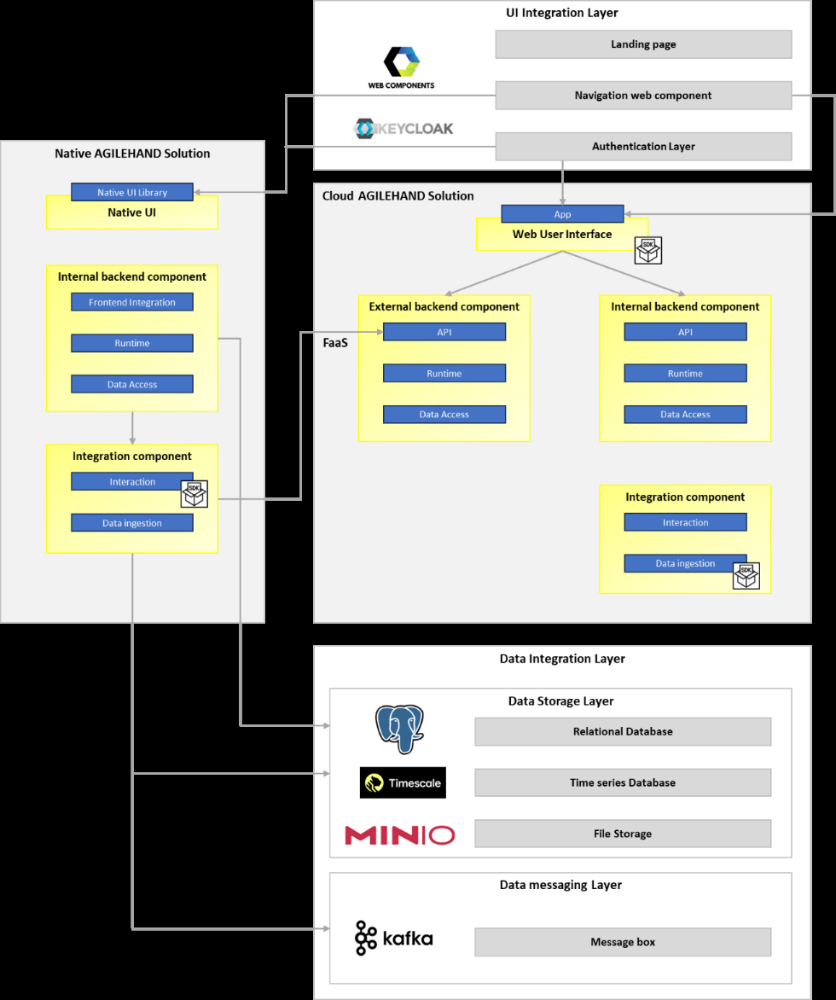 UI Integration Layer
Landing page
WEB COMPONENTS
Navigation web component
KEYCLOAK
Authentication Layer
Native AGILEHAND Solution
Native UI Library
Native UI
Internal backend component
Frontend Integration
Runtime
Data Access
Integration component
Interaction
SDK
Data ingestion
Cloud AGILEHAND Solution
App
Web User Interface
SDK
FaaS
External backend component
API
Runtime
Data Access
Internal backend component
API
Runtime
Data Access
Integration component
Interaction
Data ingestion
SDK
Data Integration Layer
Data Storage Layer
Relational Database
Timescale
Time series Database
MINIO
File Storage
Data messaging Layer
kafka
Message box